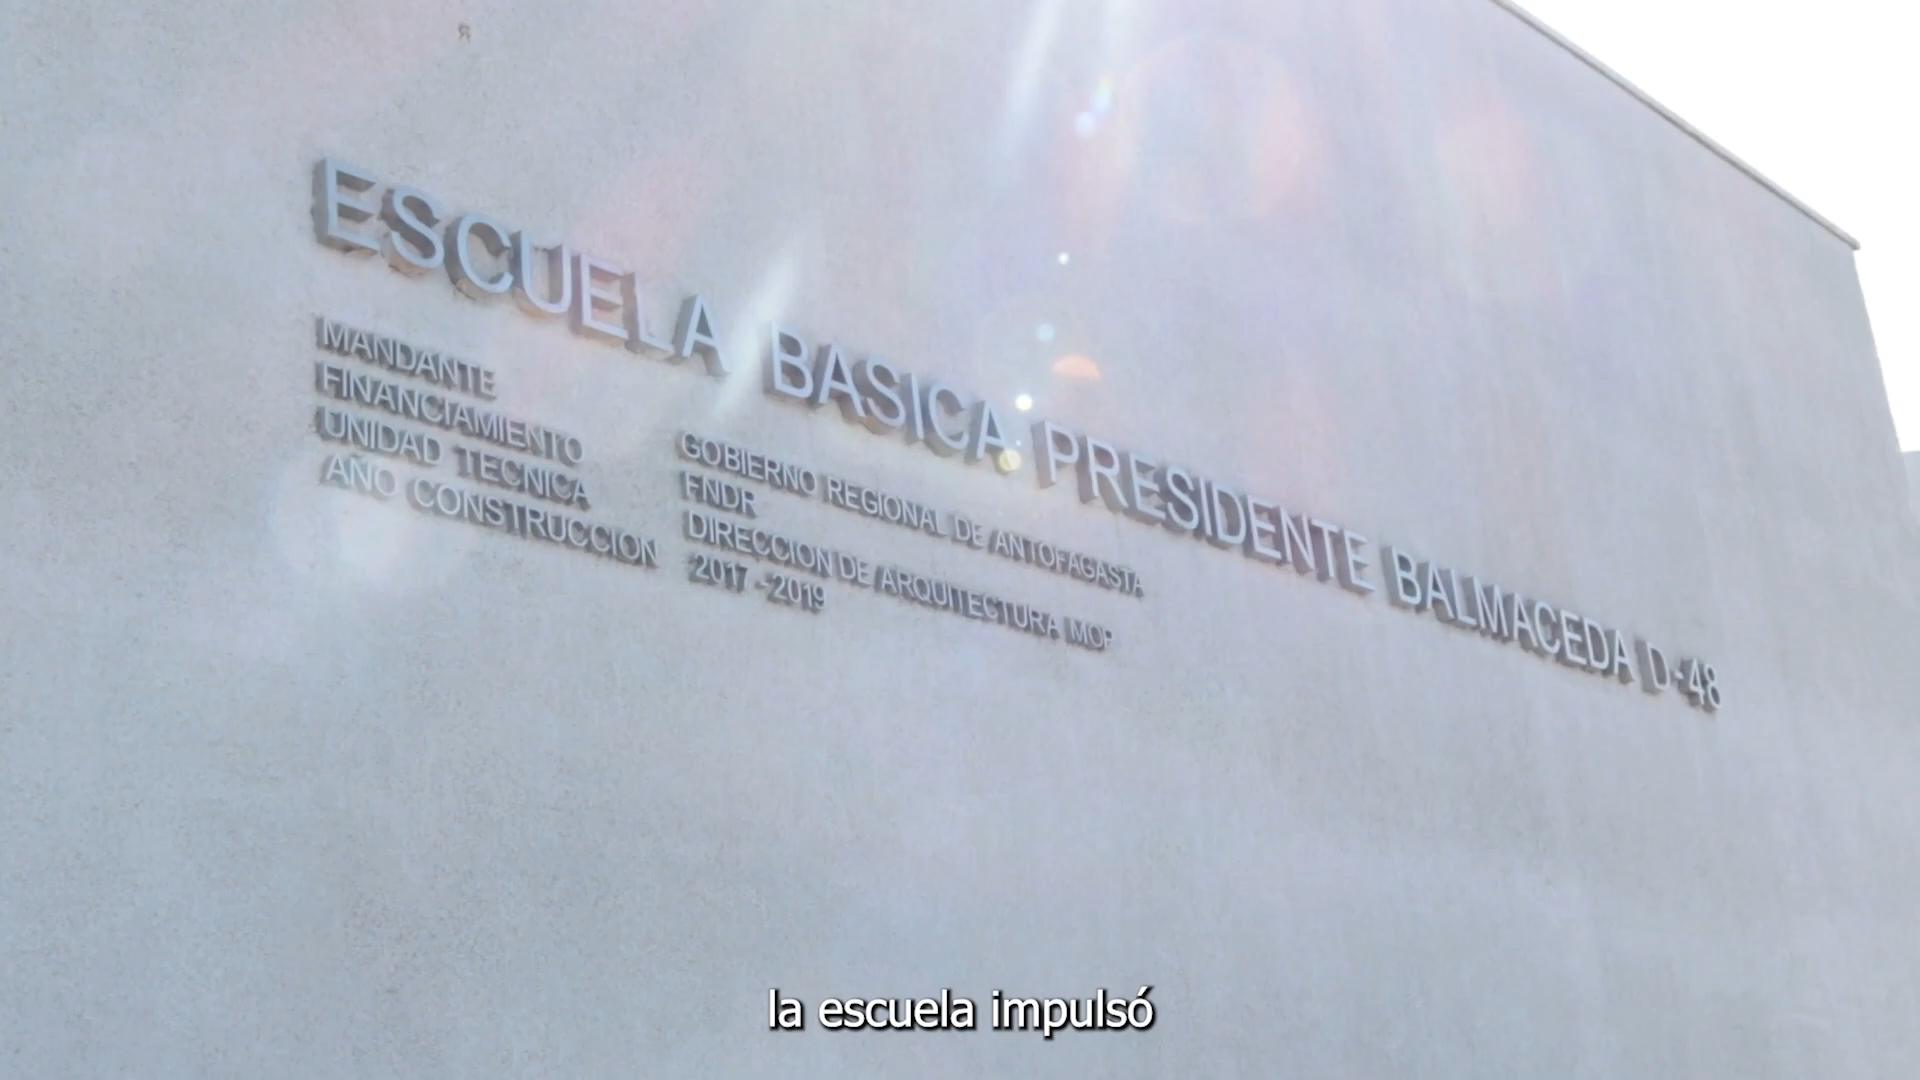 ESCUELA BASICA PRESIDENTE BALMACEDA D-48
MANDANTE GOBIERNO REGIONAL DE ANTOFAGASTA
FINANCIAMIENTO FNDR
UNIDAD TECNICA DIRECCION DE ARQUITECTURA MOP
AÑO CONSTRUCCION 2017 - 2019
la escuela impulsó